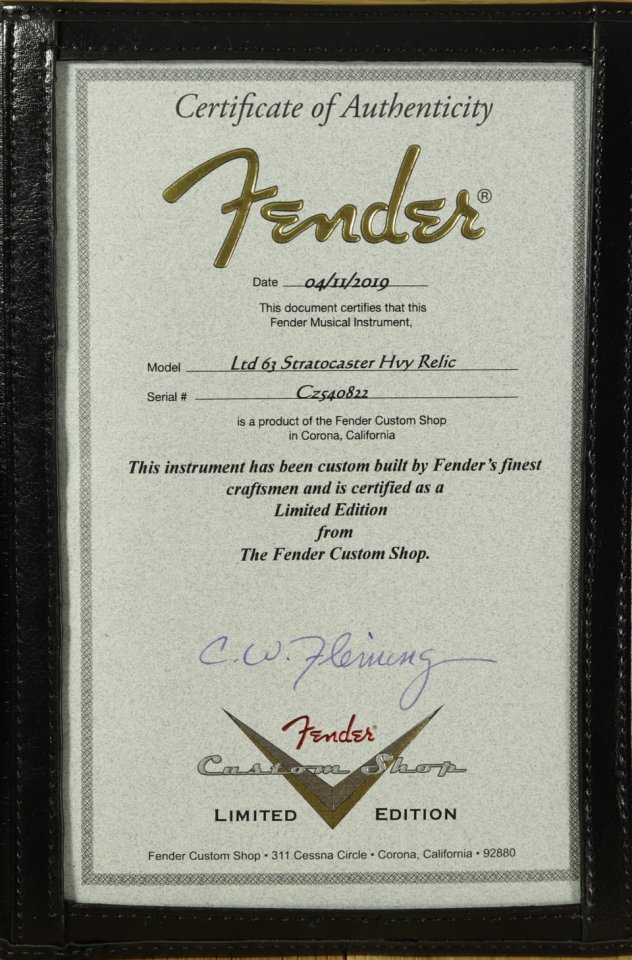 Certificate of Authenticity
Fender®
Date 04/11/2019
This document certifies that this
Fender Musical Instrument,
Model Ltd 63 Stratocaster Hvy Relic
Serial # Cz540822
is a product of the Fender Custom Shop
in Corona, California
This instrument has been custom built by Fender's finest
craftsmen and is certified as a
Limited Edition
from
The Fender Custom Shop.
C.W. Fleming
Fender®
Custom Shop
LIMITED EDITION
Fender Custom Shop • 311 Cessna Circle • Corona, California • 92880